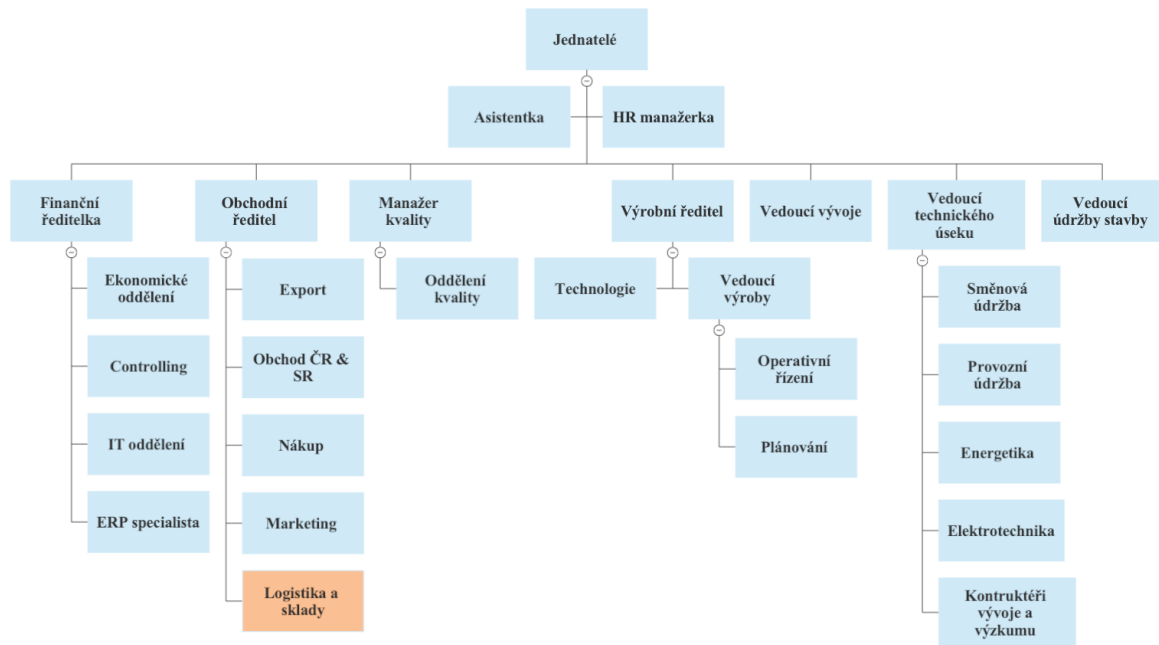 Jednatelé
Asistentka
HR manažerka
Finanční
ředitelka
Obchodní
ředitel
Manažer
kvality
Výrobní ředitel
Vedoucí vývoje
Vedoucí
technického
úseku
Vedoucí
údržby stavby
Ekonomické
oddělení
Controlling
IT oddělení
ERP specialista
Export
Obchod ČR &
SR
Nákup
Marketing
Logistika a
sklady
Oddělení
kvality
Technologie
Vedoucí
výroby
Operativní
řízení
Plánování
Směnová
údržba
Provozní
údržba
Energetika
Elektrotechnika
Kontruktéři
vývoje a
výzkumu